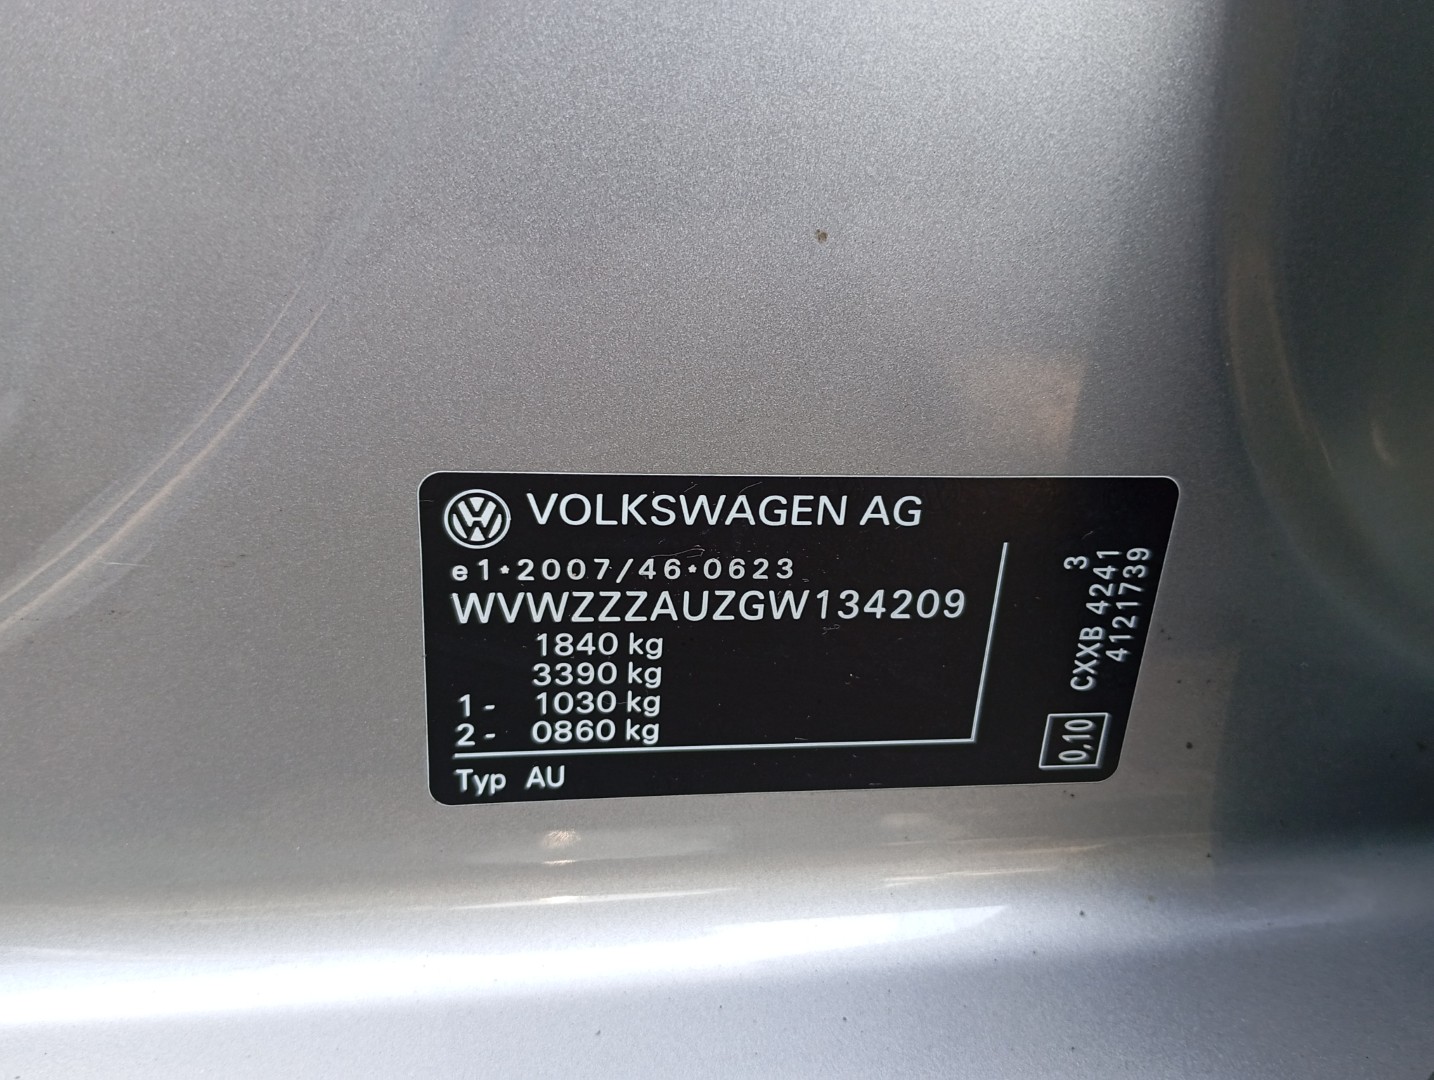 VOLKSWAGEN AG
e1*2007/46*0623
WVWZZZAUZGW134209
1840 kg
3390 kg
1- 1030 kg
2- 0860 kg
Typ AU
3
CXXB 4241
4121739
0,10